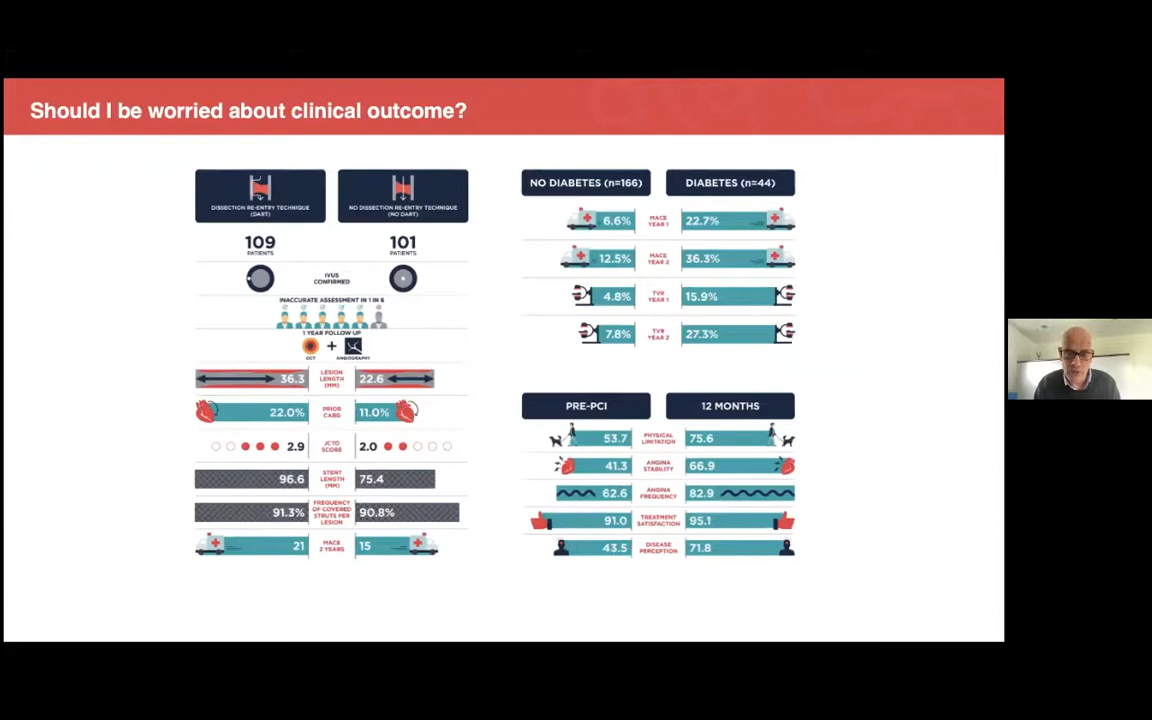 Should I be worried about clinical outcome?
DISSECTION RE-ENTRY TECHNIQUE
(DART)
NO DISSECTION RE-ENTRY TECHNIQUE
(NO DART)
109
PATIENTS
101
PATIENTS
IVUS
CONFIRMED
INACCURATE ASSESSMENT IN 1 IN 6
1 YEAR FOLLOW UP
+
OCT
ANGIOGRAPHY
36.3
LESION
LENGTH
(MM)
22.6
22.0%
PRIOR
CABG
11.0%
2.9
JCTO
SCORE
2.0
96.6
STENT
LENGTH
(MM)
75.4
91.3%
FREQUENCY
OF COVERED
STRUTS PER
LESION
90.8%
21
MACE
2 YEARS
15
NO DIABETES (n=166)
DIABETES (n=44)
6.6%
MACE
YEAR 1
22.7%
12.5%
MACE
YEAR 2
36.3%
4.8%
TVR
YEAR 1
15.9%
7.8%
TVR
YEAR 2
27.3%
PRE-PCI
12 MONTHS
53.7
PHYSICAL
LIMITATION
75.6
41.3
ANGINA
STABILITY
66.9
62.6
ANGINA
FREQUENCY
82.9
91.0
TREATMENT
SATISFACTION
95.1
43.5
DISEASE
PERCEPTION
71.8